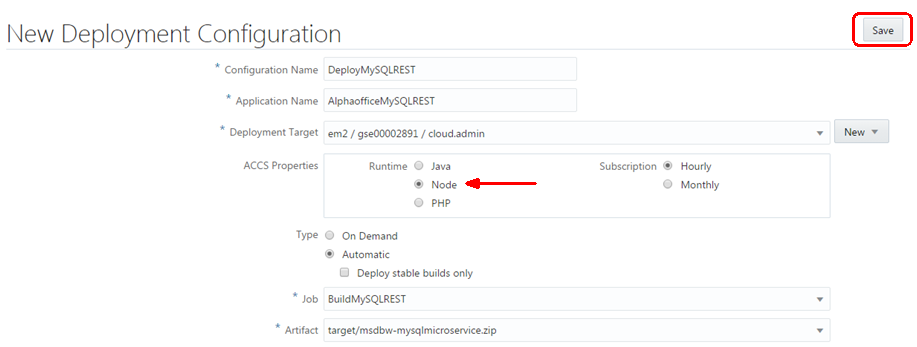 New Deployment Configuration
Save
* Configuration Name DeployMySQLREST
* Application Name AlphaofficeMySQLREST
* Deployment Target em2 / gse00002891 / cloud.admin New
ACCS Properties Runtime Java Subscription Hourly
Node Monthly
PHP
Type On Demand
Automatic
Deploy stable builds only
* Job BuildMySQLREST
* Artifact target/msdbw-mysqlmicroservice.zip